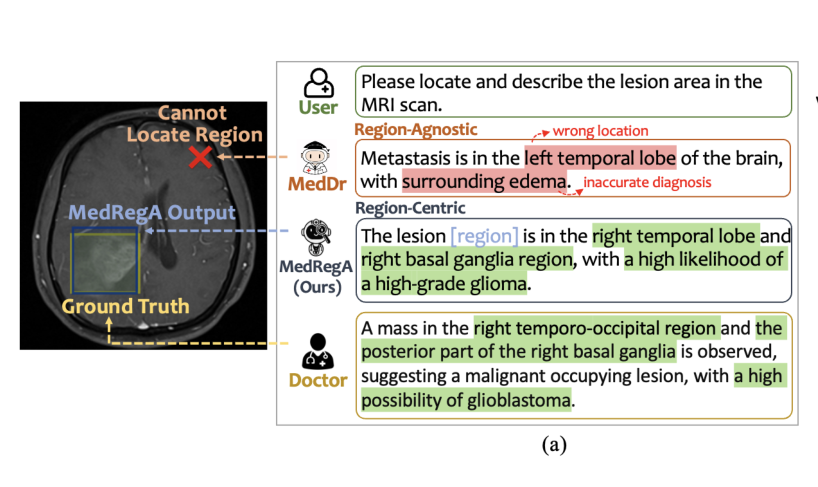 Cannot
Locate Region
MedRegA Output
Ground Truth
User
Please locate and describe the lesion area in the
MRI scan.
Region-Agnostic
wrong location
MedDr
Metastasis is in the left temporal lobe of the brain,
with surrounding edema.
inaccurate diagnosis
Region-Centric
MedRegA
(Ours)
The lesion [region] is in the right temporal lobe and
right basal ganglia region, with a high likelihood of
a high-grade glioma.
Doctor
A mass in the right temporo-occipital region and the
posterior part of the right basal ganglia is observed,
suggesting a malignant occupying lesion, with a high
possibility of glioblastoma.
(a)